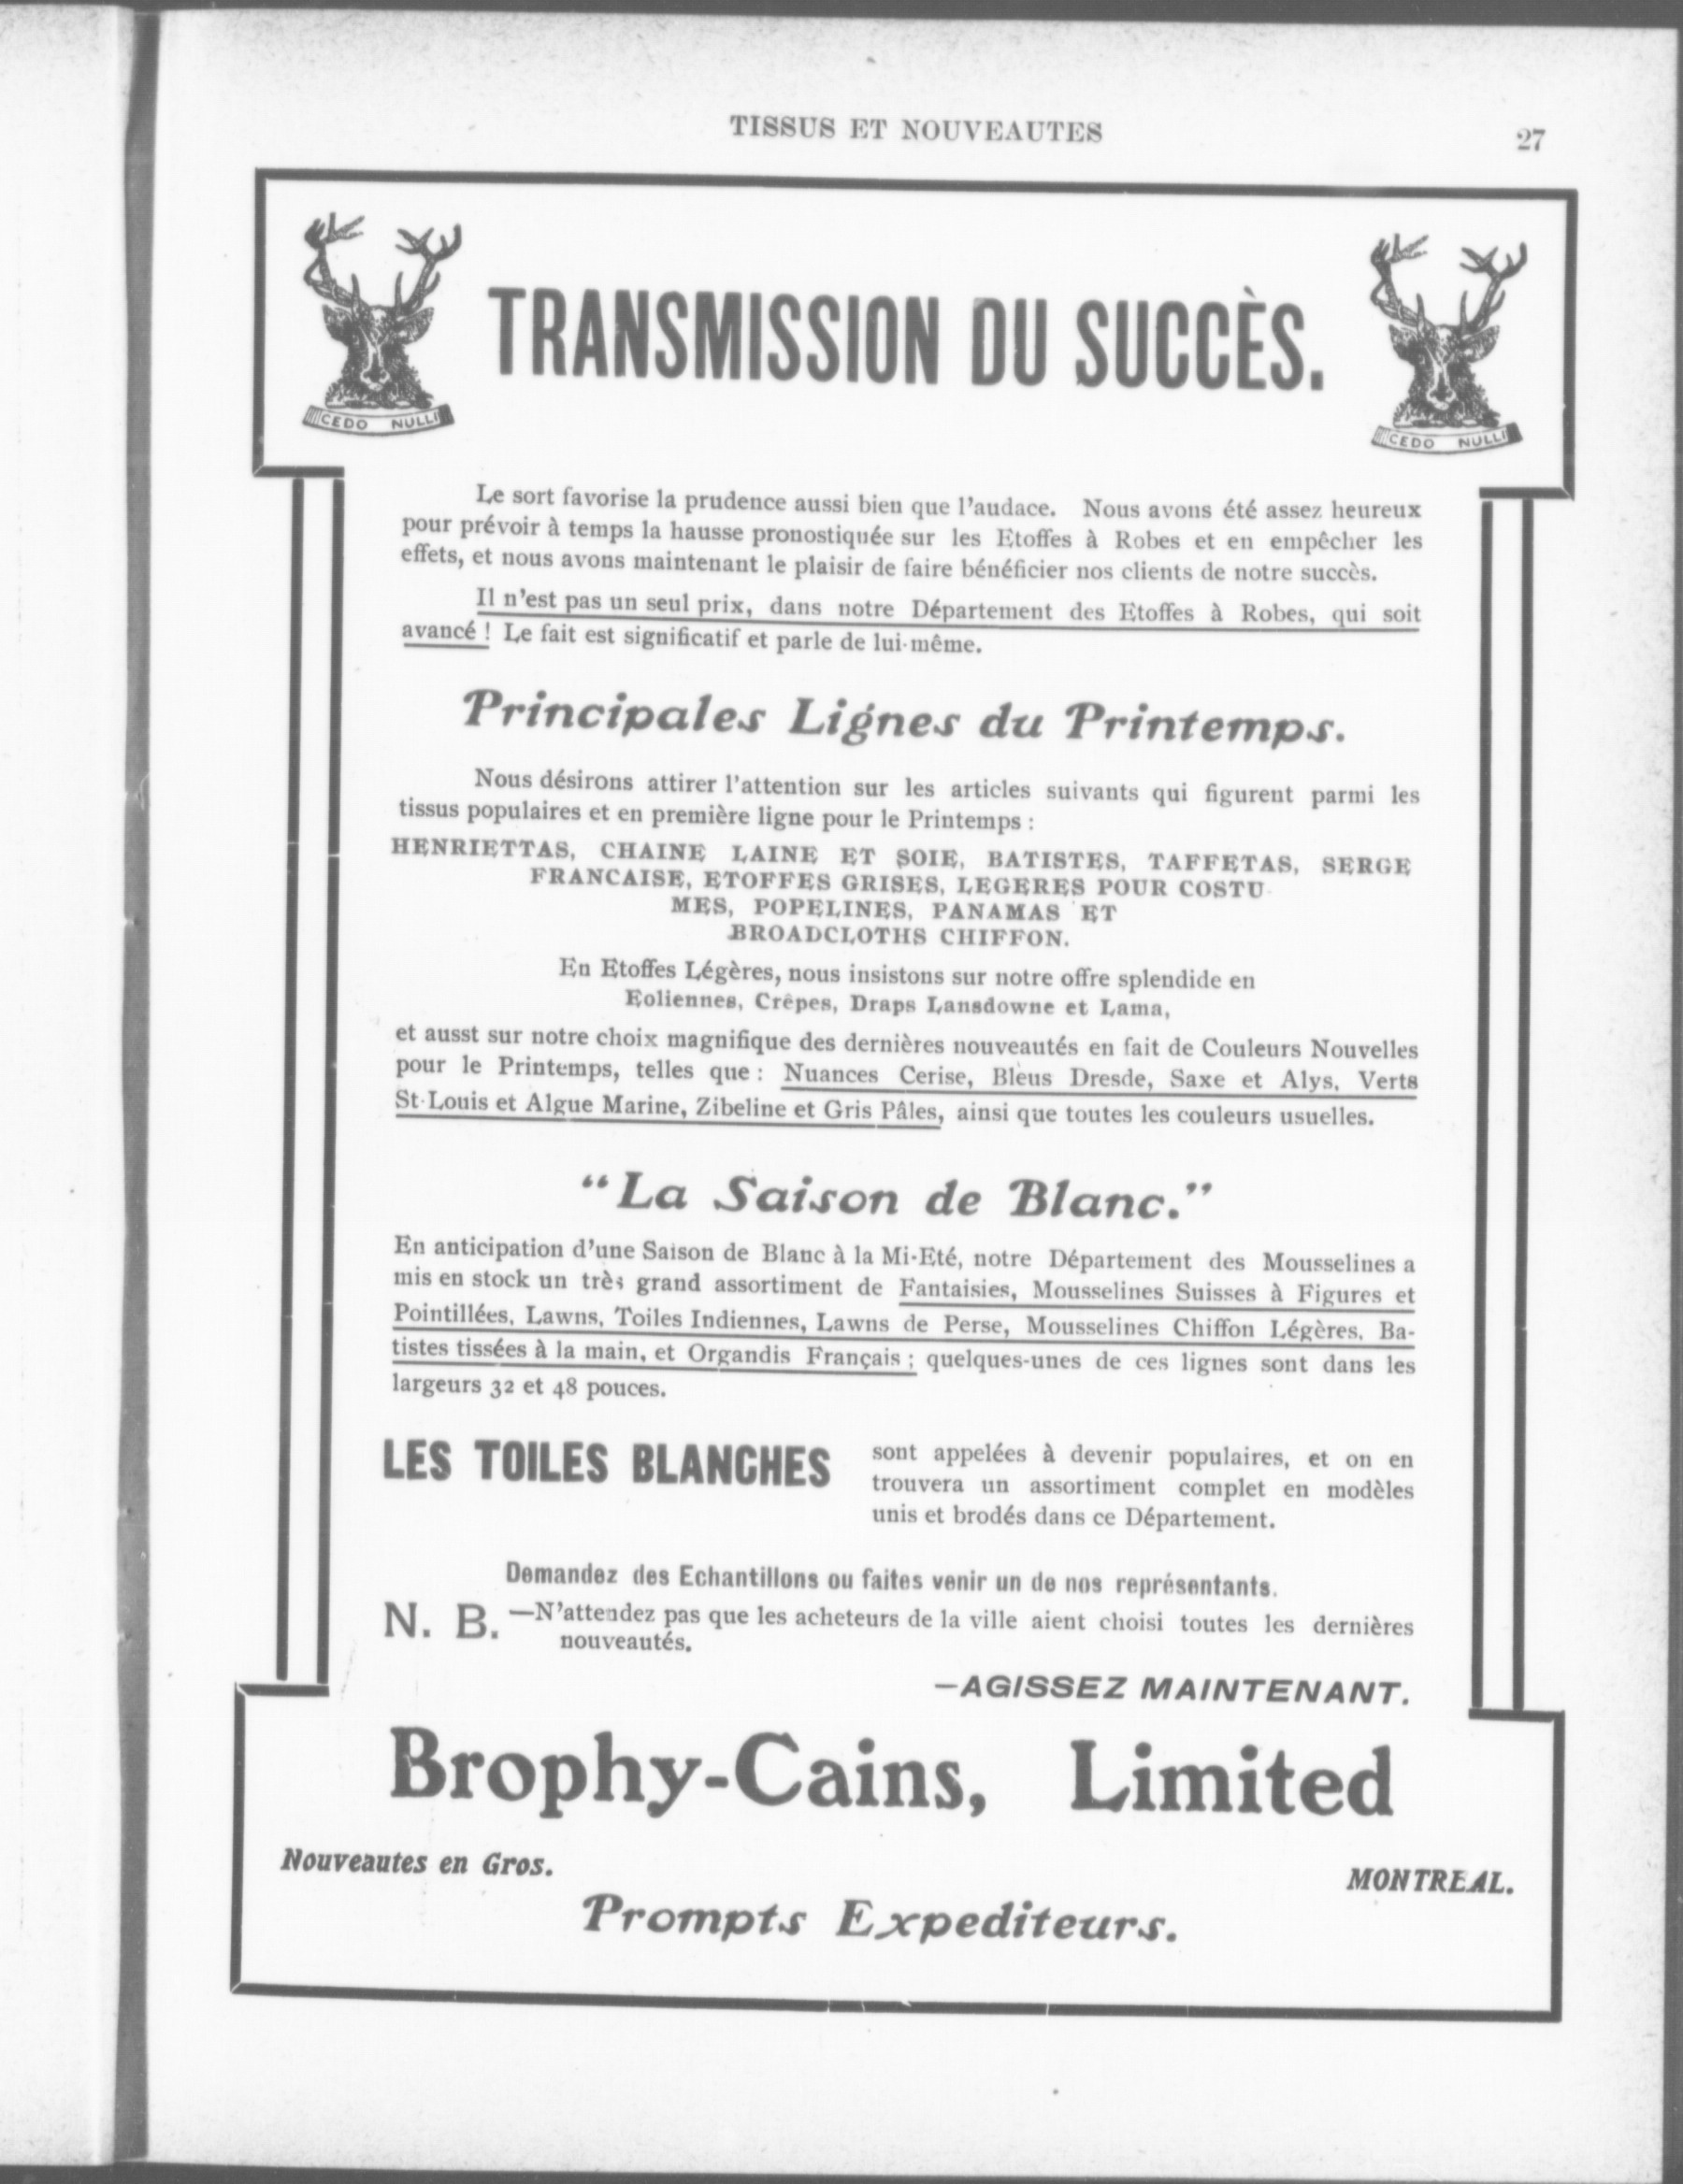 TISSUS ET NOUVEAUTES
27
TRANSMISSION DU SUCCÈS.
CEDO NULLI
CEDO NULLI
Le sort favorise la prudence aussi bien que l'audace. Nous avons été assez heureux
pour prévoir à temps la hausse pronostiquée sur les Etoffes à Robes et en empêcher les
effets, et nous avons maintenant le plaisir de faire bénéficier nos clients de notre succès.
Il n'est pas un seul prix, dans notre Département des Etoffes à Robes, qui soit
avancé ! Le fait est significatif et parle de lui-même.
Principales Lignes du Printemps.
Nous désirons attirer l'attention sur les articles suivants qui figurent parmi les
tissus populaires et en première ligne pour le Printemps :
HENRIETTAS, CHAINE LAINE ET SOIE, BATISTES, TAFFETAS, SERGE
FRANCAISE, ETOFFES GRISES, LEGERES POUR COSTU-
MES, POPELINES, PANAMAS ET
BROADCLOTHS CHIFFON.
En Etoffes Légères, nous insistons sur notre offre splendide en
Eoliennes, Crêpes, Draps Lansdowne et Lama,
et ausst sur notre choix magnifique des dernières nouveautés en fait de Couleurs Nouvelles
pour le Printemps, telles que : Nuances Cerise, Bleus Dresde, Saxe et Alys, Verts
St-Louis et Algue Marine, Zibeline et Gris Pâles, ainsi que toutes les couleurs usuelles.
"La Saison de Blanc."
En anticipation d'une Saison de Blanc à la Mi-Eté, notre Département des Mousselines a
mis en stock un très grand assortiment de Fantaisies, Mousselines Suisses à Figures et
Pointillées, Lawns, Toiles Indiennes, Lawns de Perse, Mousselines Chiffon Légères, Ba-
tistes tissées à la main, et Organdis Français ; quelques-unes de ces lignes sont dans les
largeurs 32 et 48 pouces.
LES TOILES BLANCHES
sont appelées à devenir populaires, et on en
trouvera un assortiment complet en modèles
unis et brodés dans ce Département.
Demandez des Echantillons ou faites venir un de nos représentants.
N. B. —N'attendez pas que les acheteurs de la ville aient choisi toutes les dernières
nouveautés.
—AGISSEZ MAINTENANT.
Brophy-Cains, Limited
Nouveautes en Gros.
MONTREAL.
Prompts Expediteurs.